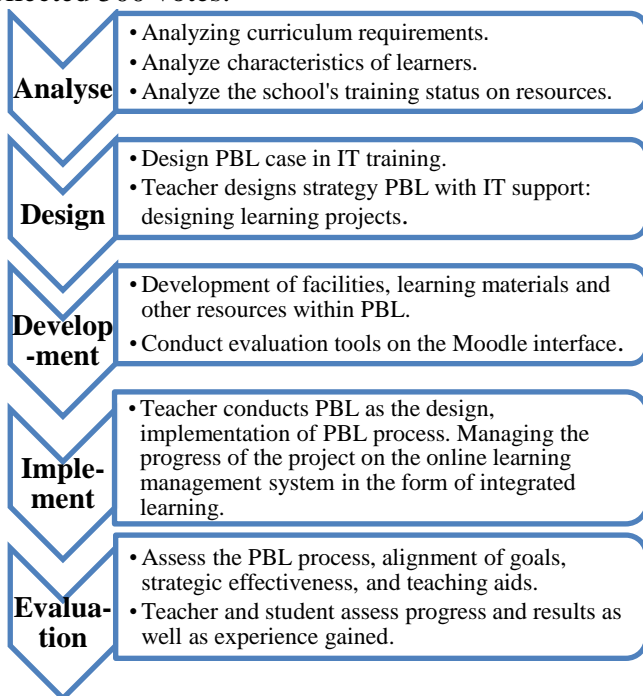 Analyse
• Analyzing curriculum requirements.
• Analyze characteristics of learners.
• Analyze the school's training status on resources.
Design
• Design PBL case in IT training.
• Teacher designs strategy PBL with IT support:
designing learning projects.
Develop
-ment
• Development of facilities, learning materials and
other resources within PBL.
• Conduct evaluation tools on the Moodle interface.
Imple-
ment
• Teacher conducts PBL as the design,
implementation of PBL process. Managing the
progress of the project on the online learning
management system in the form of integrated
learning.
Evalua-
tion
• Assess the PBL process, alignment of goals,
strategic effectiveness, and teaching aids.
• Teacher and student assess progress and results as
well as experience gained.